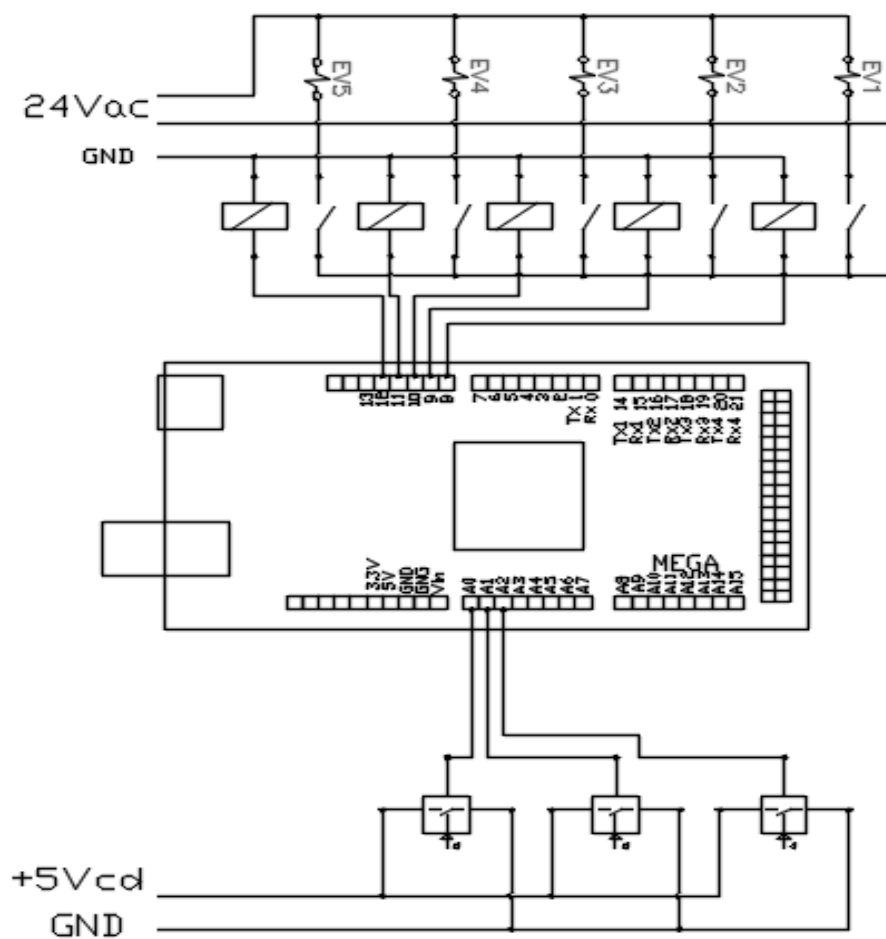 EV5 EV4 EV3 EV2 EV1
24Vac
GND
13 12 11 10 9 8 7 6 5 4 3 2 Tx 1 Rx 0 Tx1 14 Rx1 15 Tx2 16 Rx2 17 Tx3 18 Rx3 19 Tx4 20 Rx4 21
MEGA
3.3V 5V GND GNG Vin A0 A1 A2 A3 A4 A5 A6 A7 A8 A9 A10 A11 A12 A13 A14 A15
+5Vcd
GND